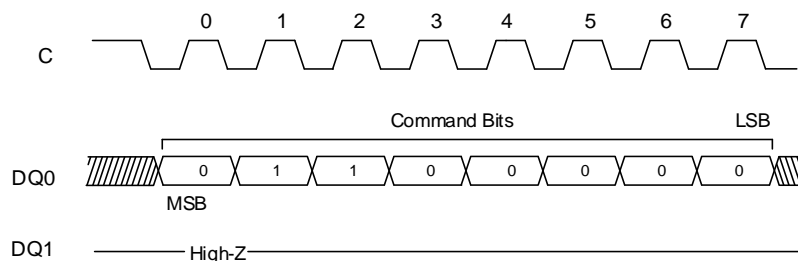 0 1 2 3 4 5 6 7
C
Command Bits LSB
DQ0 0 1 1 0 0 0 0 0
MSB
DQ1 High-Z